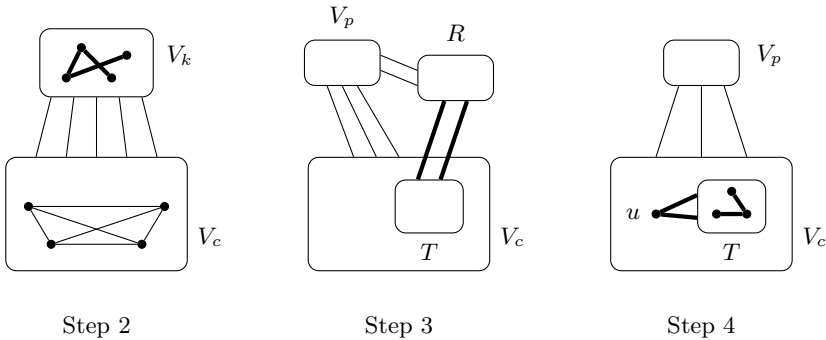 V_k
V_c
Step 2
V_p
R
T
V_c
Step 3
V_p
u
T
V_c
Step 4